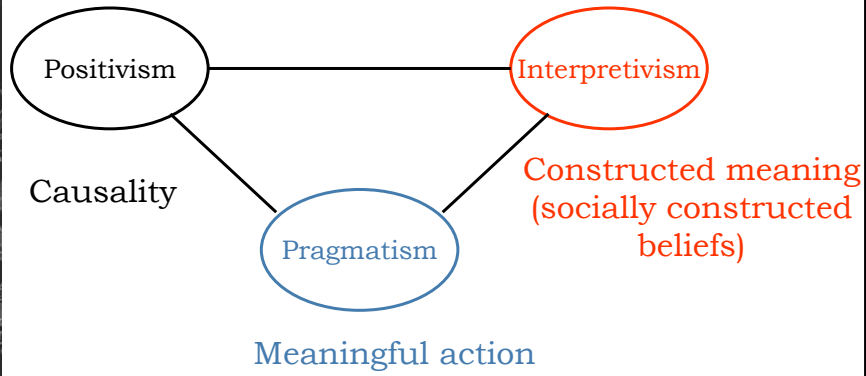 Positivism
Interpretivism
Causality
Constructed meaning
(socially constructed
beliefs)
Pragmatism
Meaningful action